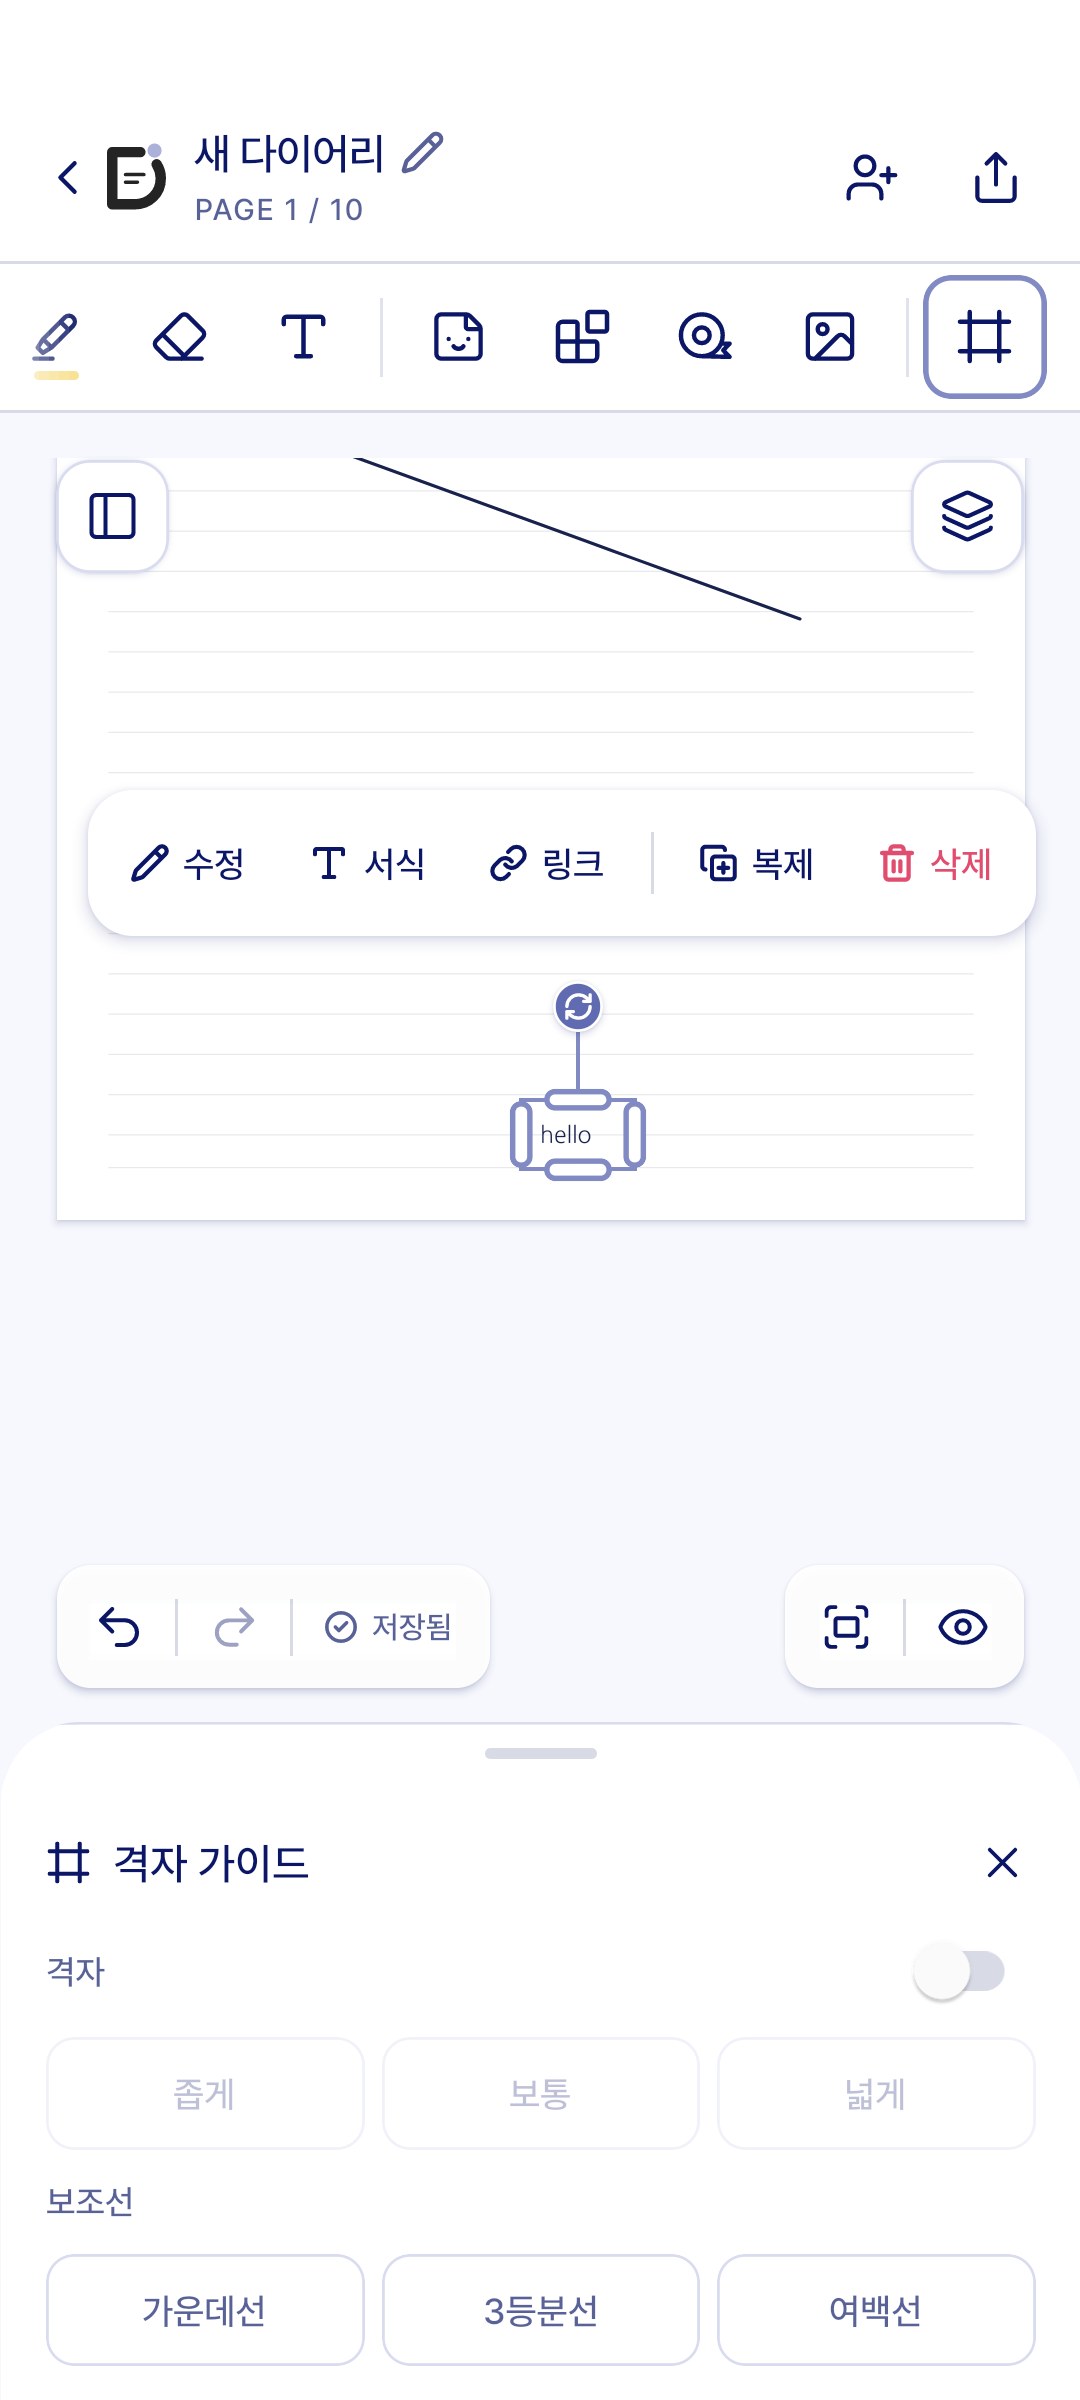 새 다이어리
PAGE 1 / 10
수정 서식 링크 복제 삭제
hello
저장됨
격자 가이드
격자
좁게 보통 넓게
보조선
가운데선 3등분선 여백선